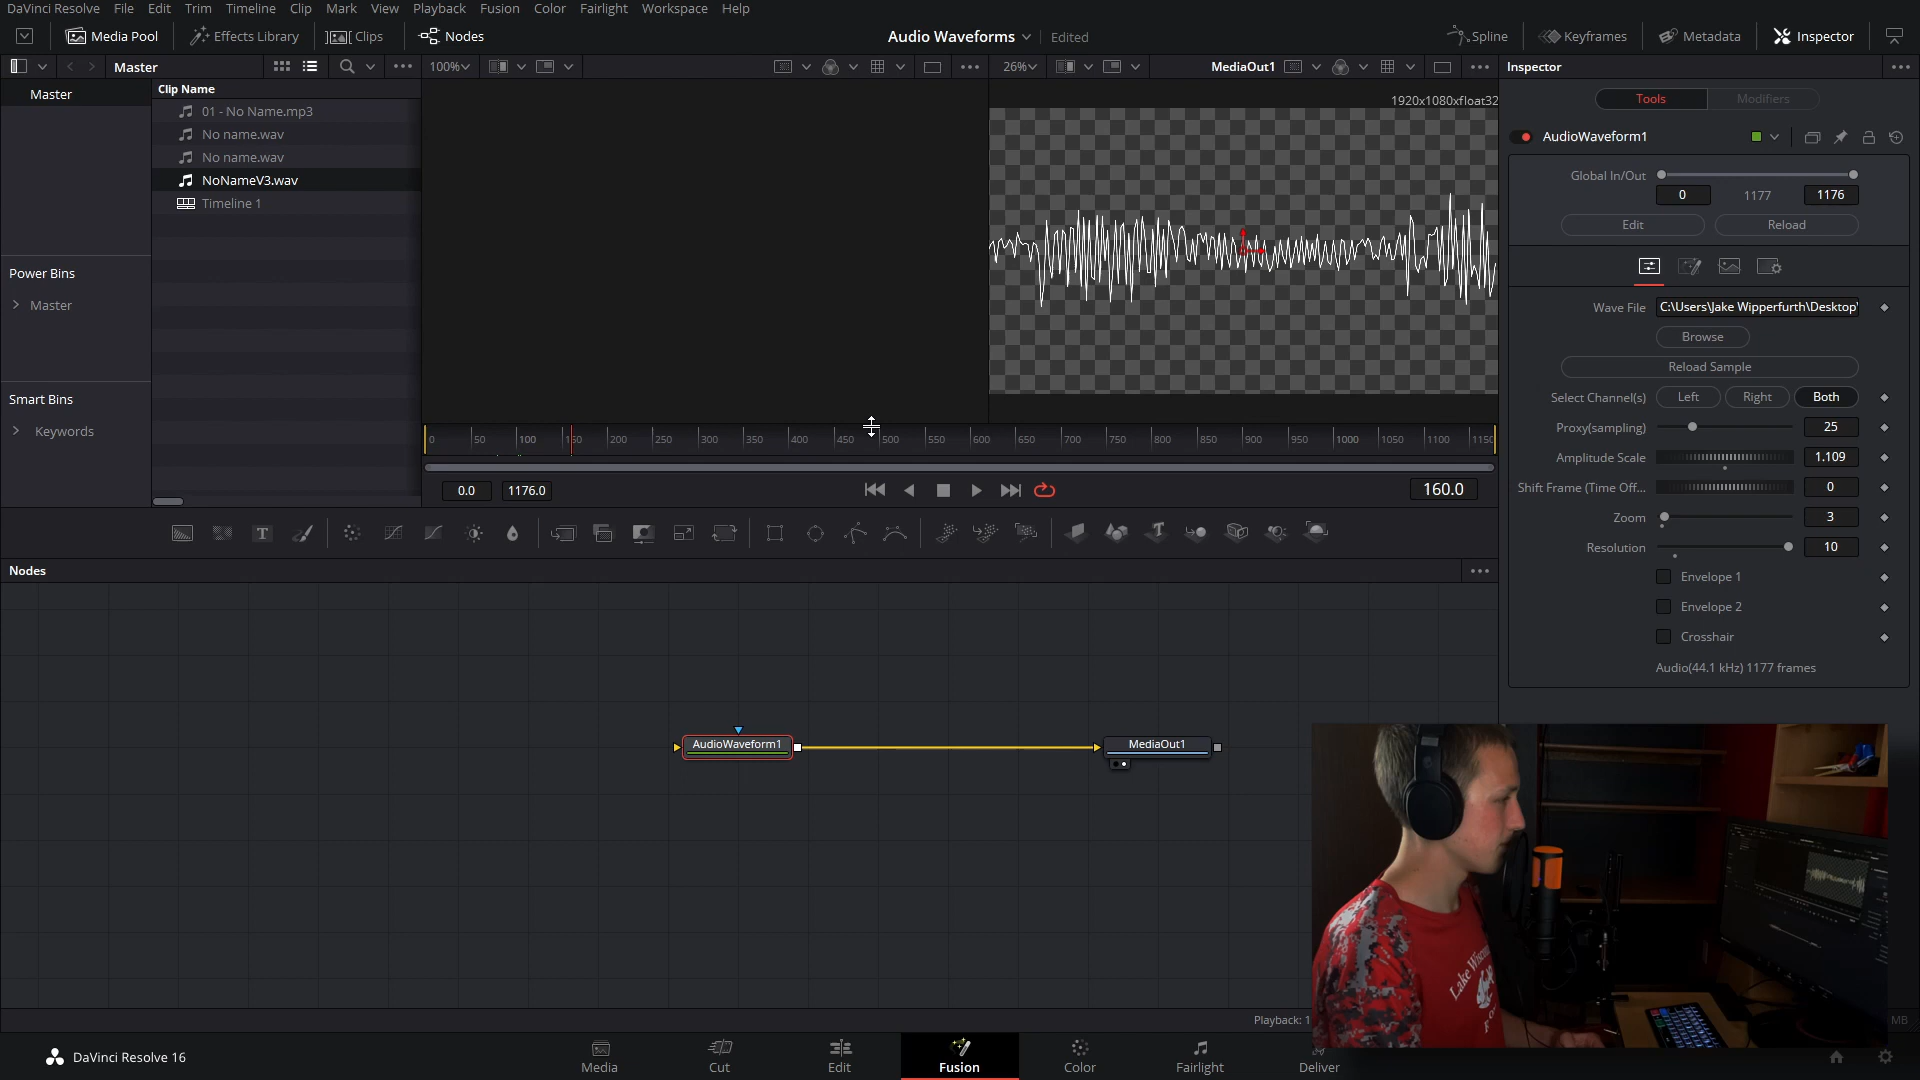 DaVinci Resolve File Edit Trim Timeline Clip Mark View Playback Fusion Color Fairlight Workspace Help
Media Pool Effects Library Clips Nodes Audio Waveforms Edited Spline Keyframes Metadata Inspector
Master 100% 26% MediaOut1 Inspector
Master
Clip Name
1920x1080xfloat32
Tools Modifiers
01 - No Name.mp3
No name.wav
No name.wav
NoNameV3.wav
Timeline 1
Power Bins
Master
Smart Bins
Keywords
AudioWaveform1
Global In/Out
0 1177 1176
Edit Reload
Wave File C:\Users\Jake Wipperfurth\Desktop\
Browse
Reload Sample
Select Channel(s) Left Right Both
Proxy(sampling) 25
Amplitude Scale 1.109
Shift Frame (Time Off... 0
Zoom 3
Resolution 10
Envelope 1
Envelope 2
Crosshair
Audio(44.1 kHz) 1177 frames
0 50 100 150 200 250 300 350 400 450 500 550 600 650 700 750 800 850 900 950 1000 1050 1100 1150
0.0 1176.0 160.0
T T
Nodes
AudioWaveform1 MediaOut1
Playback: 1
MB
DaVinci Resolve 16
Media Cut Edit Fusion Color Fairlight Deliver